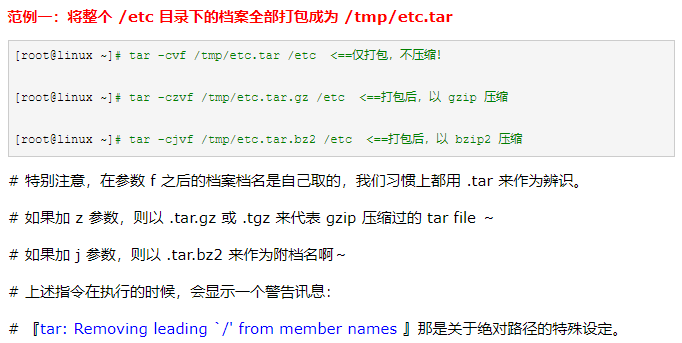 范例一：将整个 /etc 目录下的档案全部打包成为 /tmp/etc.tar
[root@linux ~]# tar -cvf /tmp/etc.tar /etc  <==仅打包，不压缩!
[root@linux ~]# tar -czvf /tmp/etc.tar.gz /etc  <==打包后，以 gzip 压缩
[root@linux ~]# tar -cjvf /tmp/etc.tar.bz2 /etc  <==打包后，以 bzip2 压缩
# 特别注意，在参数 f 之后的档案档名是自己取的，我们习惯上都用 .tar 来作为辨识。
# 如果加 z 参数，则以 .tar.gz 或 .tgz 来代表 gzip 压缩过的 tar file ～
# 如果加 j 参数，则以 .tar.bz2 来作为附档名啊～
# 上述指令在执行的时候，会显示一个警告讯息：
# 『tar: Removing leading `/' from member names 』那是关于绝对路径的特殊设定。